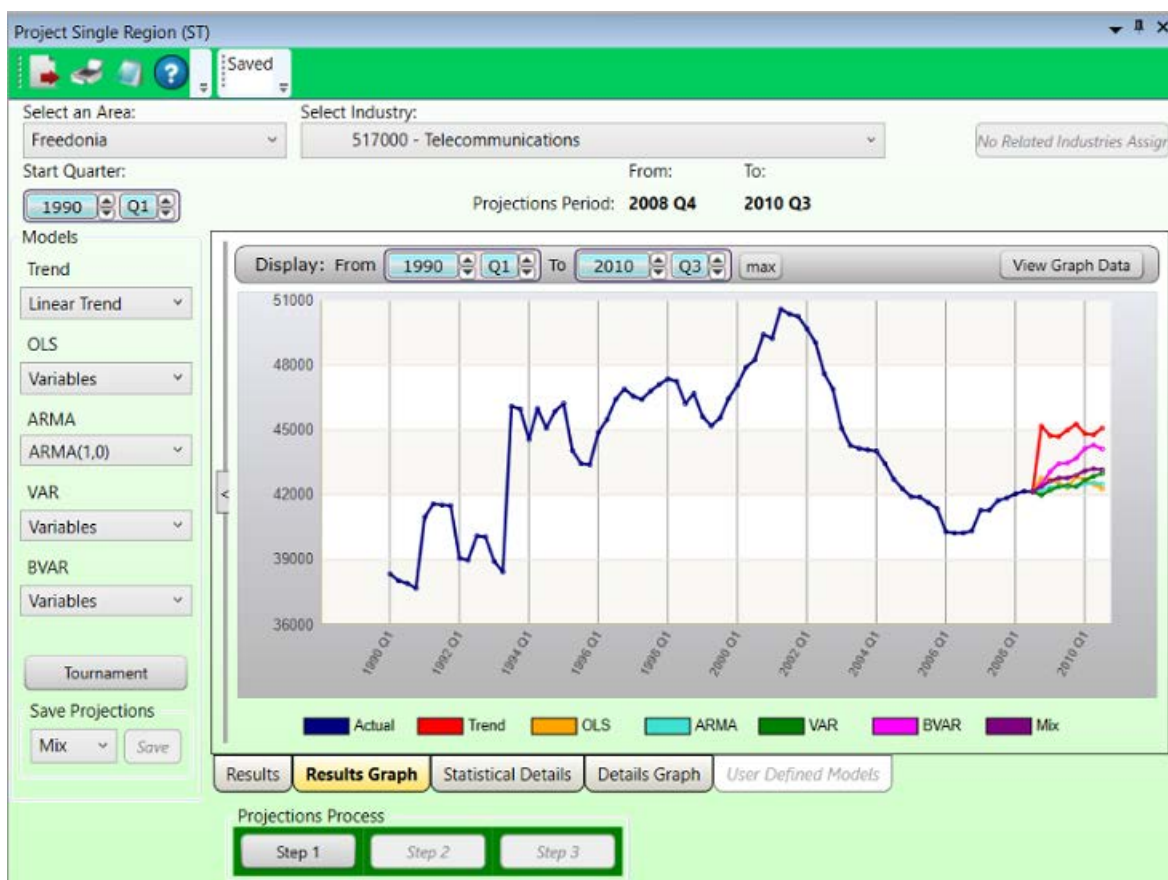 Project Single Region (ST)
Saved
Select an Area: Select Industry:
Freedonia 517000 - Telecommunications No Related Industries Assign
Start Quarter: From: To:
1990 Q1 Projections Period: 2008 Q4 2010 Q3
Models
Trend
Linear Trend
OLS
Variables
ARMA
ARMA(1,0)
VAR
Variables
BVAR
Variables
Tournament
Save Projections
Mix Save
<
Display: From 1990 Q1 To 2010 Q3 max View Graph Data
51000
48000
45000
42000
39000
36000
1990 Q1 1992 Q1 1994 Q1 1996 Q1 1998 Q1 2000 Q1 2002 Q1 2004 Q1 2006 Q1 2008 Q1 2010 Q1
Actual Trend OLS ARMA VAR BVAR Mix
Results Results Graph Statistical Details Details Graph User Defined Models
Projections Process
Step 1 Step 2 Step 3